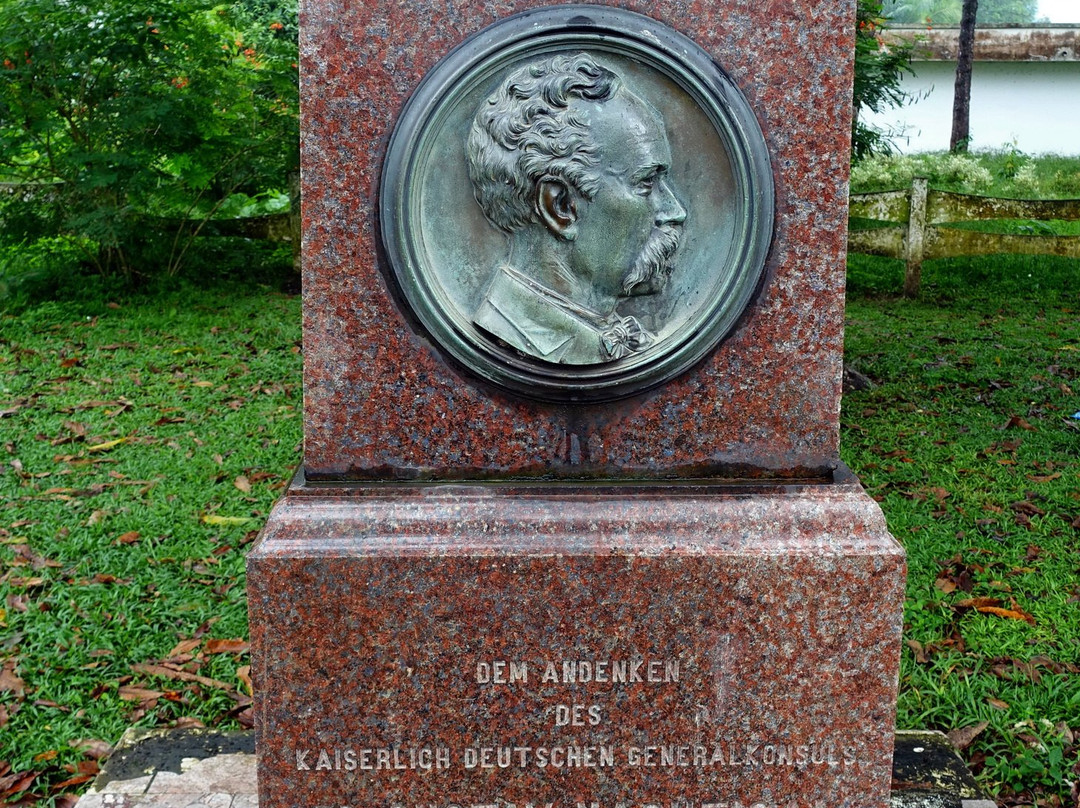 DEM ANDENKEN
DES
KAISERLICH DEUTSCHEN GENERALKONSULS